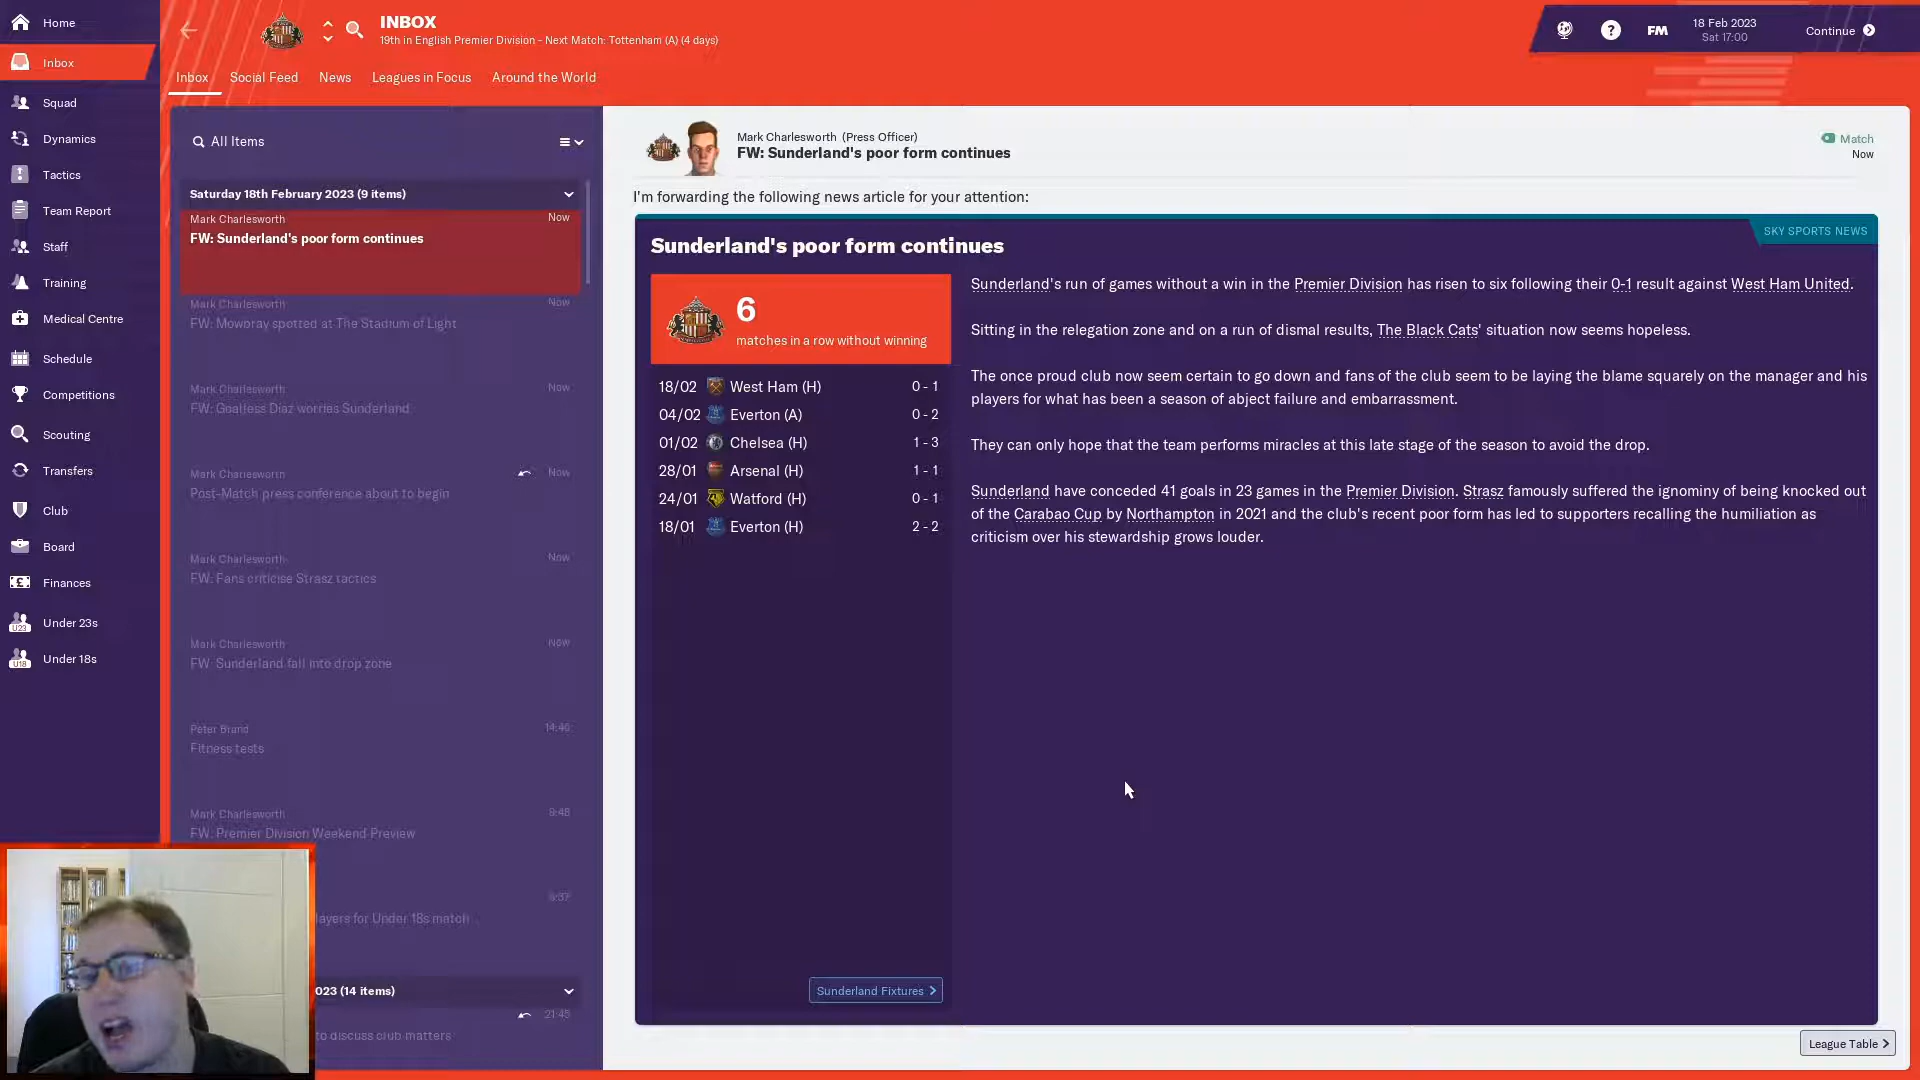 Home
Inbox
Squad
Dynamics
Tactics
Team Report
Staff
Training
Medical Centre
Schedule
Competitions
Scouting
Transfers
Club
Board
Finances
Under 23s
Under 18s
U23
U18
INBOX
19th in English Premier Division - Next Match: Tottenham (A) (4 days)
Inbox Social Feed News Leagues in Focus Around the World
? FM 18 Feb 2023
Sat 17:00
Continue
All Items
Saturday 18th February 2023 (9 items)
Mark Charlesworth Now
FW: Sunderland's poor form continues
Mark Charlesworth Now
FW: Mowbray spotted at The Stadium of Light
Mark Charlesworth Now
FW: Goalless Diaz worries Sunderland
Mark Charlesworth Now
Post-Match press conference about to begin
Mark Charlesworth Now
FW: Fans criticise Strasz tactics
Mark Charlesworth Now
FW: Sunderland fall into drop zone
Peter Brand 14:46
Fitness tests
Mark Charlesworth 9:48
FW: Premier Division Weekend Preview
layers for Under 18s match
023 (14 items)
21:45
to discuss club matters
Mark Charlesworth (Press Officer)
FW: Sunderland's poor form continues
Match
Now
I'm forwarding the following news article for your attention:
SKY SPORTS NEWS
Sunderland's poor form continues
6
matches in a row without winning
18/02 West Ham (H) 0 - 1
04/02 Everton (A) 0 - 2
01/02 Chelsea (H) 1 - 3
28/01 Arsenal (H) 1 - 1
24/01 Watford (H) 0 - 1
18/01 Everton (H) 2 - 2
Sunderland Fixtures
Sunderland's run of games without a win in the Premier Division has risen to six following their 0-1 result against West Ham United.
Sitting in the relegation zone and on a run of dismal results, The Black Cats' situation now seems hopeless.
The once proud club now seem certain to go down and fans of the club seem to be laying the blame squarely on the manager and his
players for what has been a season of abject failure and embarrassment.
They can only hope that the team performs miracles at this late stage of the season to avoid the drop.
Sunderland have conceded 41 goals in 23 games in the Premier Division. Strasz famously suffered the ignominy of being knocked out
of the Carabao Cup by Northampton in 2021 and the club's recent poor form has led to supporters recalling the humiliation as
criticism over his stewardship grows louder.
League Table